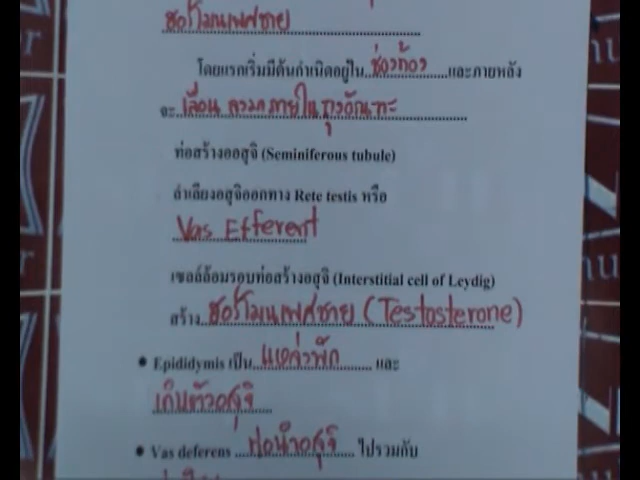 ฮอร์โมนเพศชาย
โดยแรกเริ่มมีต้นกำเนิดอยู่ใน ช่องท้อง และภายหลัง
จะ เลื่อน ลงมาภายใน ถุงอัณฑะ
ท่อสร้างออสุจิ (Seminiferous tubule)
ลำเลียงอสุจิออกทาง Rete testis หรือ
Vas Efferent
เซลล์ล้อมรอบท่อสร้างอสุจิ (Interstitial cell of Leydig)
สร้าง ฮอร์โมนเพศชาย (Testosterone)
• Epididymis เป็น แหล่งพัก และ
เก็บตัวอสุจิ
• Vas deferens ท่อนำอสุจิ ไปรวมกับ